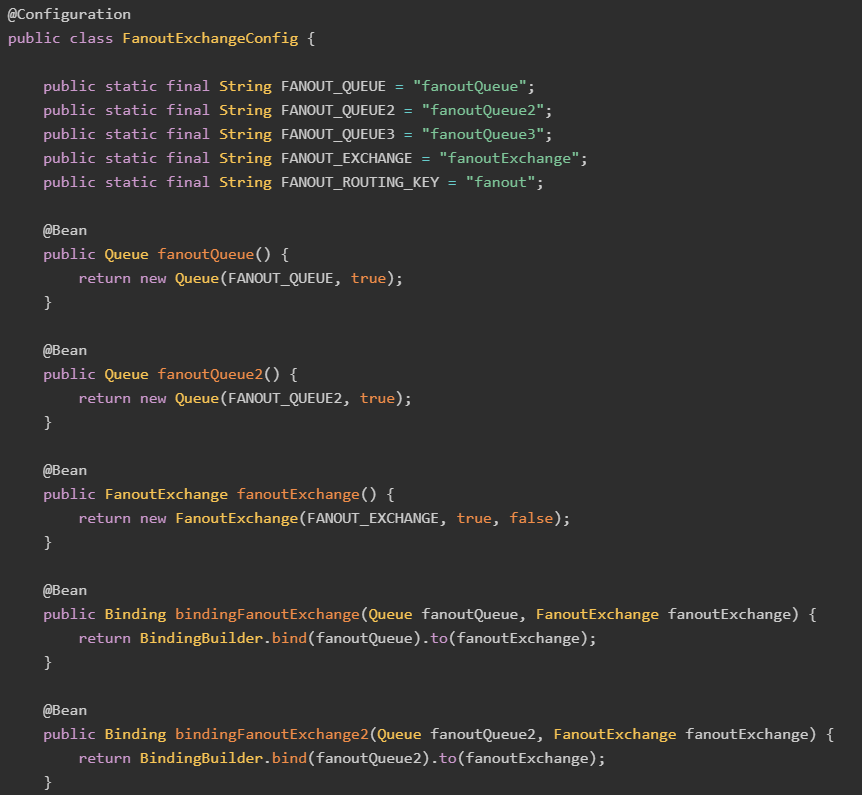 @Configuration
public class FanoutExchangeConfig {
public static final String FANOUT_QUEUE = "fanoutQueue";
public static final String FANOUT_QUEUE2 = "fanoutQueue2";
public static final String FANOUT_QUEUE3 = "fanoutQueue3";
public static final String FANOUT_EXCHANGE = "fanoutExchange";
public static final String FANOUT_ROUTING_KEY = "fanout";
@Bean
public Queue fanoutQueue() {
return new Queue(FANOUT_QUEUE, true);
}
@Bean
public Queue fanoutQueue2() {
return new Queue(FANOUT_QUEUE2, true);
}
@Bean
public FanoutExchange fanoutExchange() {
return new FanoutExchange(FANOUT_EXCHANGE, true, false);
}
@Bean
public Binding bindingFanoutExchange(Queue fanoutQueue, FanoutExchange fanoutExchange) {
return BindingBuilder.bind(fanoutQueue).to(fanoutExchange);
}
@Bean
public Binding bindingFanoutExchange2(Queue fanoutQueue2, FanoutExchange fanoutExchange) {
return BindingBuilder.bind(fanoutQueue2).to(fanoutExchange);
}